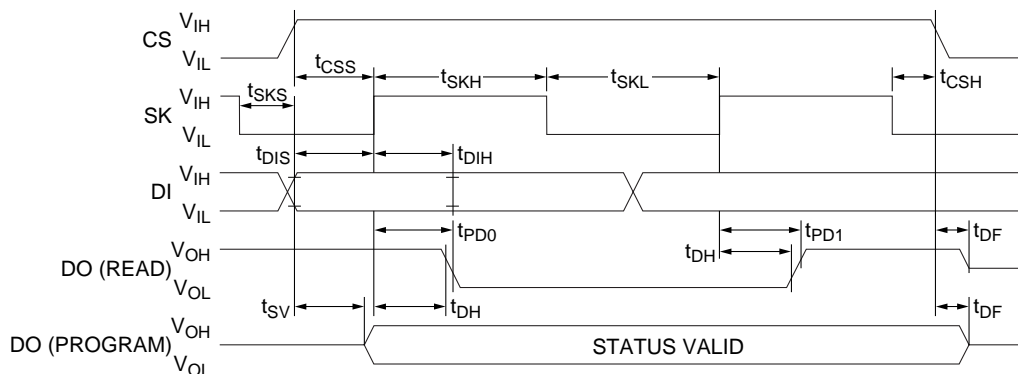 CS V_IH
V_IL
t_CSS t_SKH t_SKL t_CSH
t_SKS
SK V_IH
V_IL
t_DIS t_DIH
DI V_IH
V_IL
t_PD0 t_PD1 t_DF
DO (READ) V_OH t_DH
V_OL
t_SV t_DH t_DF
DO (PROGRAM) V_OH STATUS VALID
V_OL